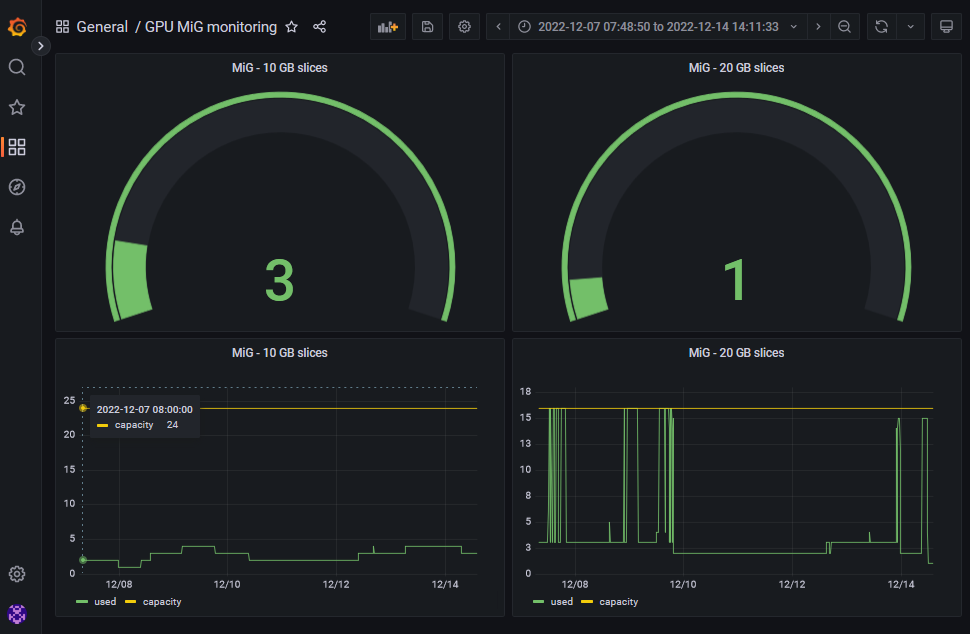 General / GPU MiG monitoring
2022-12-07 07:48:50 to 2022-12-14 14:11:33
MiG - 10 GB slices
3
MiG - 20 GB slices
1
MiG - 10 GB slices
25
20
15
10
5
0
2022-12-07 08:00:00
capacity 24
12/08 12/10 12/12 12/14
used capacity
MiG - 20 GB slices
18
15
13
10
8
5
3
0
12/08 12/10 12/12 12/14
used capacity